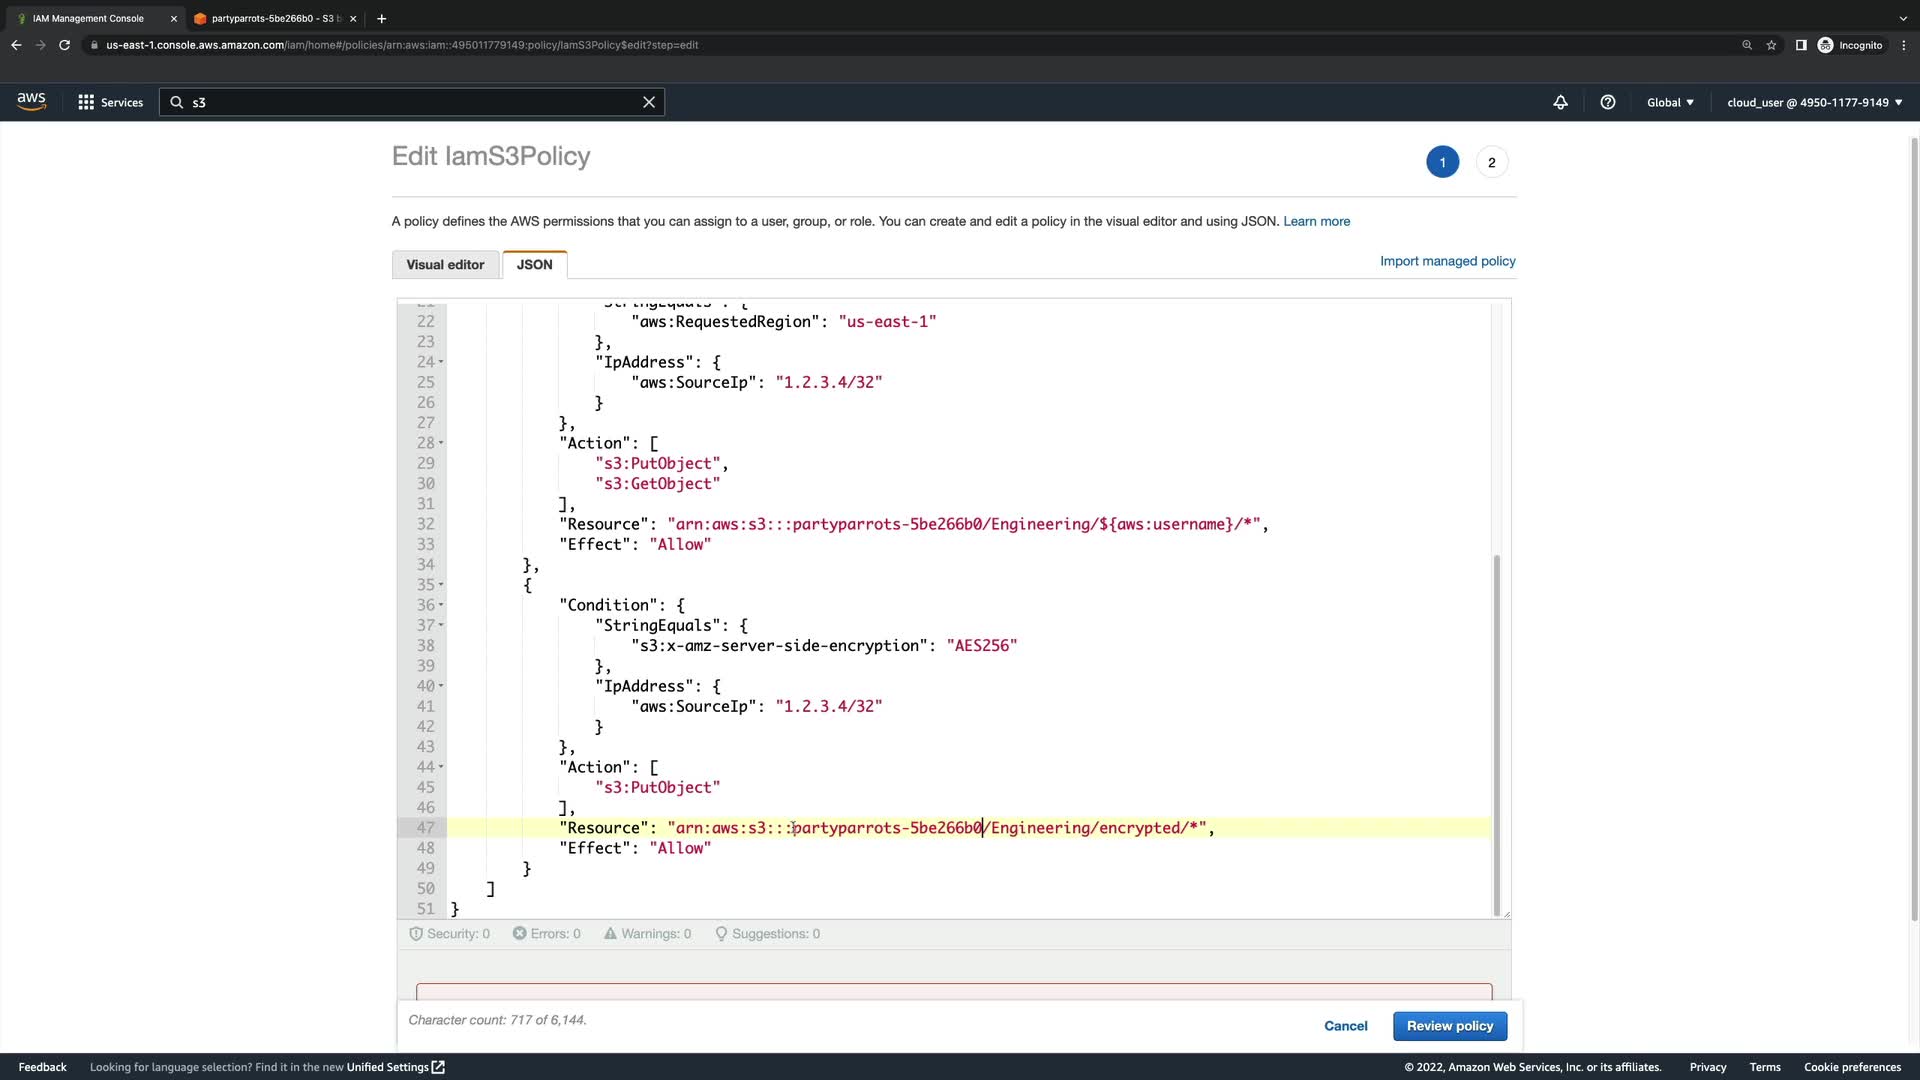 IAM Management Console
partyparrots-5be266b0 - S3 b
us-east-1.console.aws.amazon.com/iam/home#/policies/arn:aws:iam::495011779149:policy/IamS3Policy$edit?step=edit
Incognito
aws
Services
s3
Global
cloud_user @ 4950-1177-9149
Edit IamS3Policy
1
2
A policy defines the AWS permissions that you can assign to a user, group, or role. You can create and edit a policy in the visual editor and using JSON. Learn more
Visual editor
JSON
Import managed policy
21 "StringEquals": {
22 "aws:RequestedRegion": "us-east-1"
23 },
24 "IpAddress": {
25 "aws:SourceIp": "1.2.3.4/32"
26 }
27 },
28 "Action": [
29 "s3:PutObject",
30 "s3:GetObject"
31 ],
32 "Resource": "arn:aws:s3:::partyparrots-5be266b0/Engineering/${aws:username}/*",
33 "Effect": "Allow"
34 },
35 {
36 "Condition": {
37 "StringEquals": {
38 "s3:x-amz-server-side-encryption": "AES256"
39 },
40 "IpAddress": {
41 "aws:SourceIp": "1.2.3.4/32"
42 }
43 },
44 "Action": [
45 "s3:PutObject"
46 ],
47 "Resource": "arn:aws:s3:::partyparrots-5be266b0/Engineering/encrypted/*",
48 "Effect": "Allow"
49 }
50 ]
51 }
Security: 0
Errors: 0
Warnings: 0
Suggestions: 0
Character count: 717 of 6,144.
Cancel
Review policy
Feedback
Looking for language selection? Find it in the new Unified Settings
© 2022, Amazon Web Services, Inc. or its affiliates.
Privacy
Terms
Cookie preferences